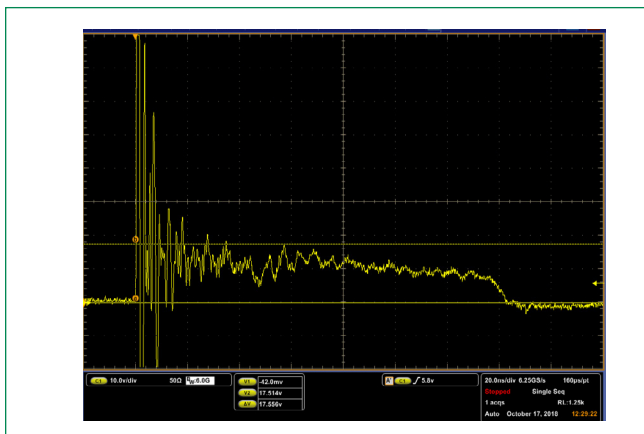 C1 10.0v/div 50Ω BW:6.0G
V1 -42.0mv
V2 17.514v
ΔV 17.556v
A' C1 ∫ 5.8v
20.0ns/div 6.25GS/s 160ps/pt
Stopped Single Seq
1 acqs RL:1.25k
Auto October 17, 2018 12:29:22